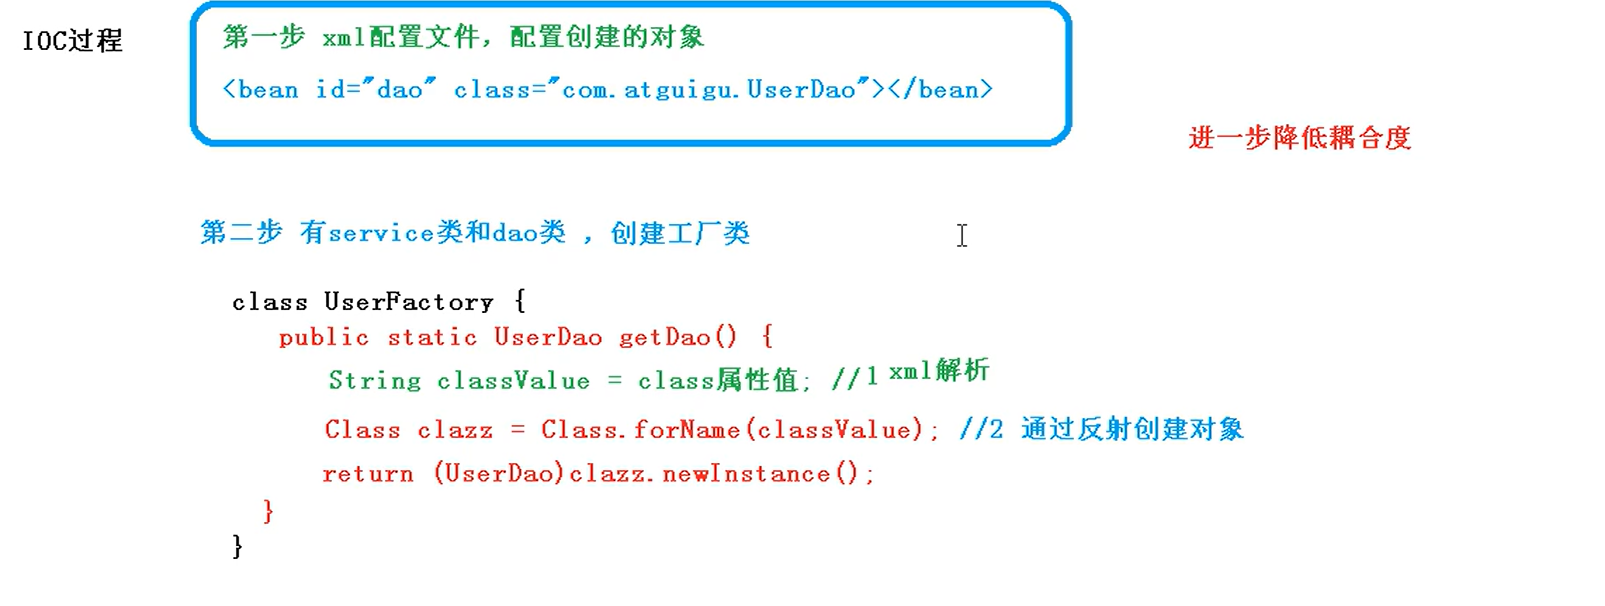 IOC过程
第一步 xml配置文件，配置创建的对象
<bean id="dao" class="com.atguigu.UserDao"></bean>
进一步降低耦合度
第二步 有service类和dao类 ，创建工厂类
class UserFactory {
public static UserDao getDao() {
String classValue = class属性值; //1 xml解析
Class clazz = Class.forName(classValue); //2 通过反射创建对象
return (UserDao)clazz.newInstance();
}
}